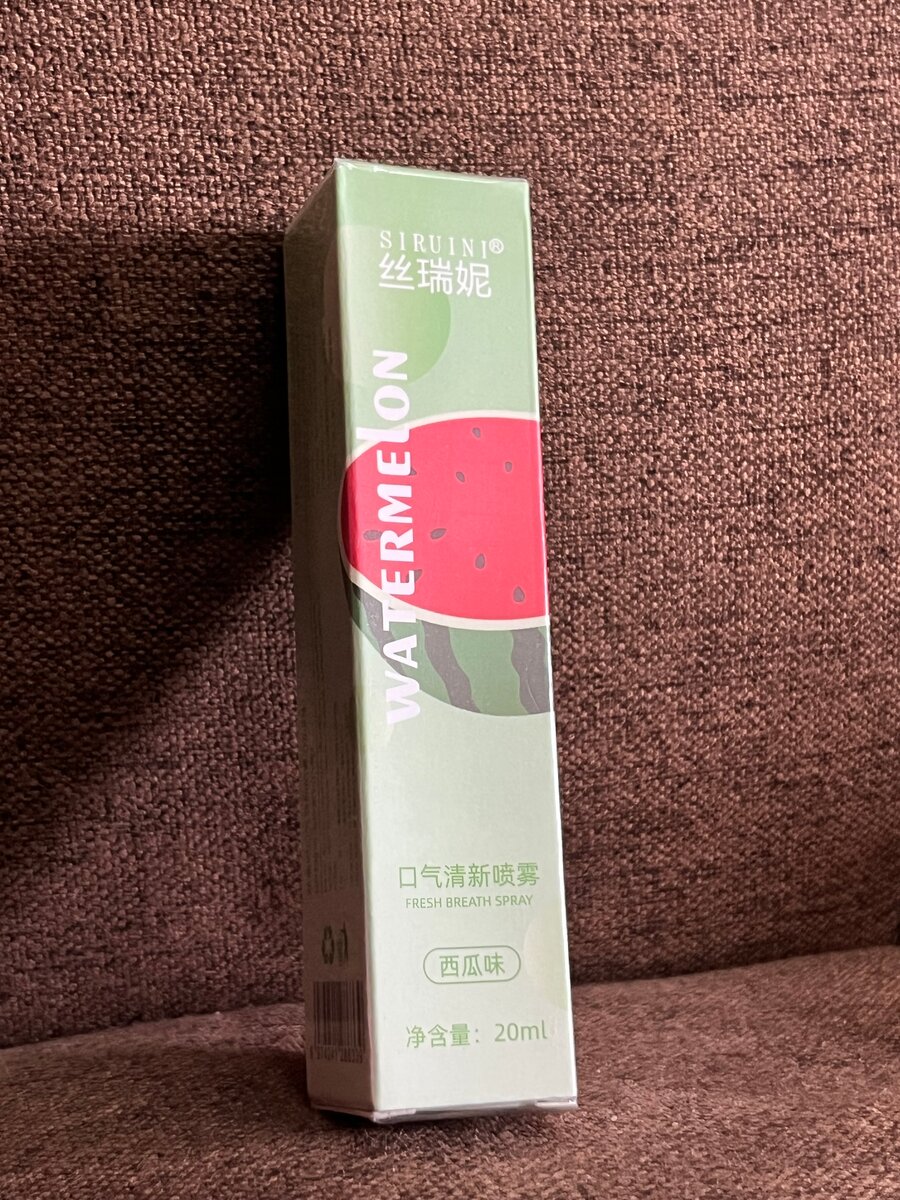 SIRUINI®
丝瑞妮
WATERMELON
口气清新喷雾
FRESH BREATH SPRAY
西瓜味
净含量：20ml